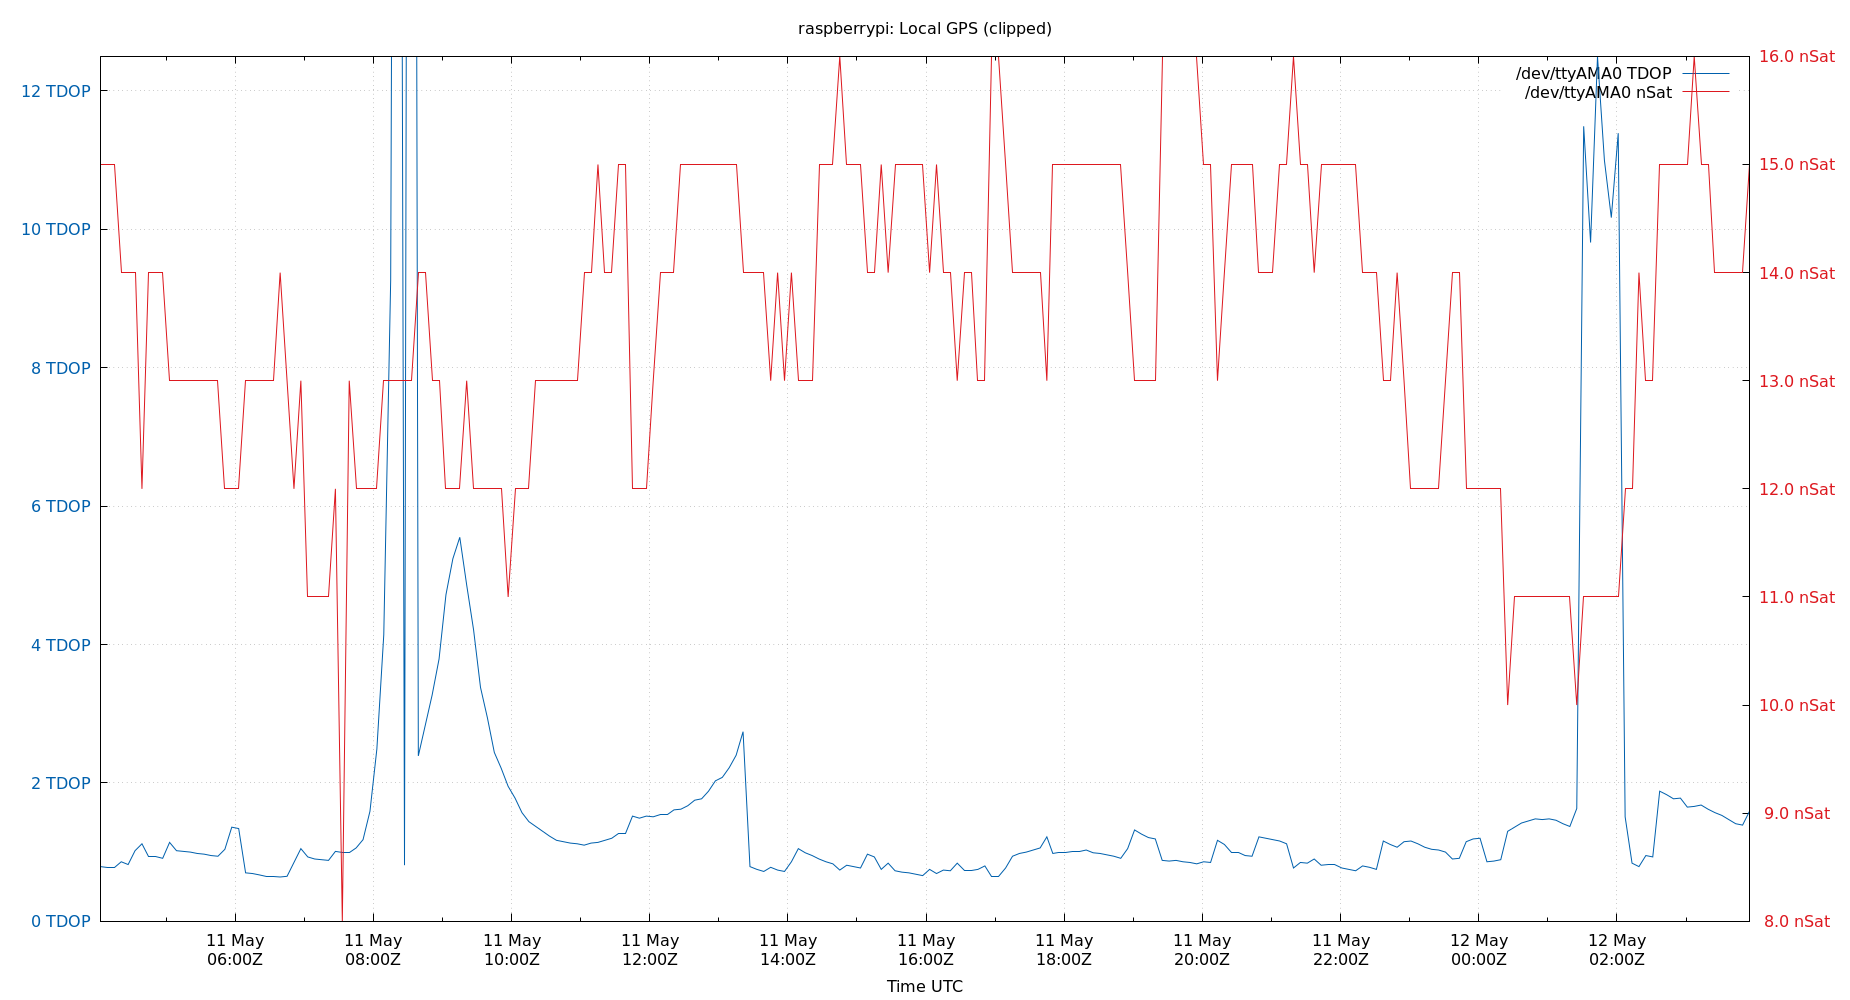 raspberrypi: Local GPS (clipped)
/dev/ttyAMA0 TDOP
/dev/ttyAMA0 nSat
12 TDOP
10 TDOP
8 TDOP
6 TDOP
4 TDOP
2 TDOP
0 TDOP
16.0 nSat
15.0 nSat
14.0 nSat
13.0 nSat
12.0 nSat
11.0 nSat
10.0 nSat
9.0 nSat
8.0 nSat
11 May 11 May 11 May 11 May 11 May 11 May 11 May 11 May 11 May 12 May 12 May
06:00Z 08:00Z 10:00Z 12:00Z 14:00Z 16:00Z 18:00Z 20:00Z 22:00Z 00:00Z 02:00Z
Time UTC